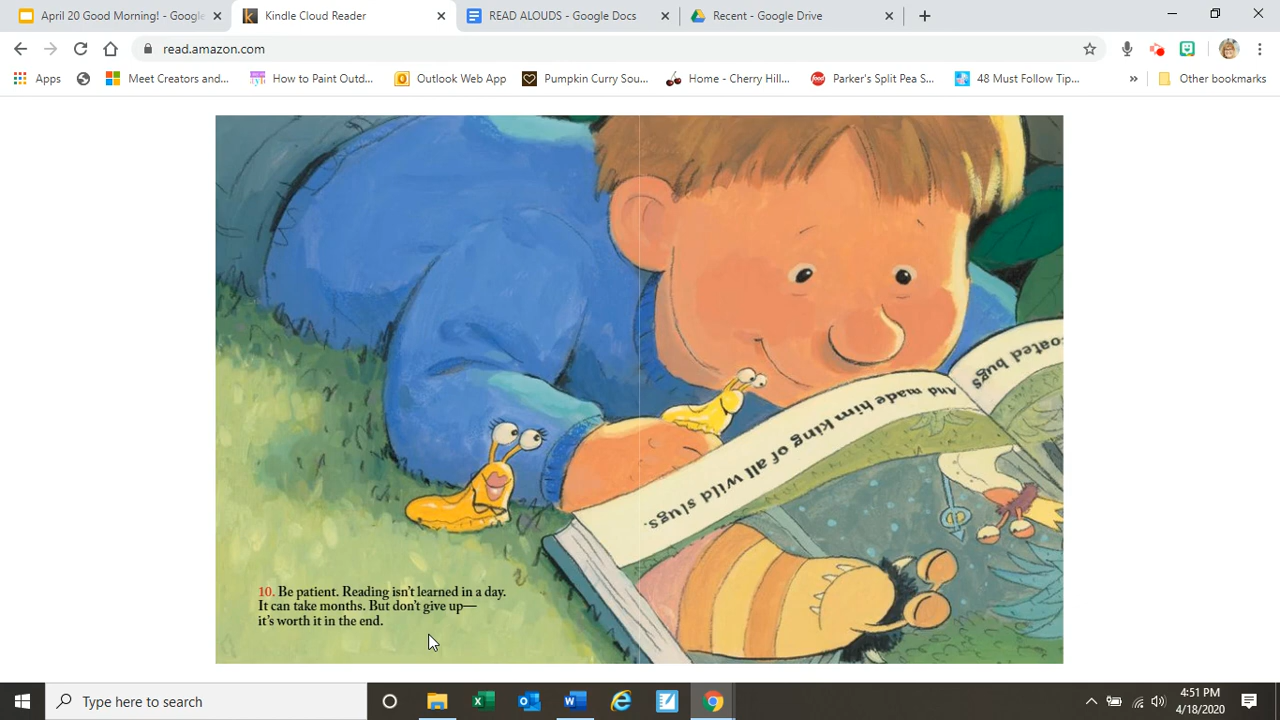 April 20 Good Morning! - Google
Kindle Cloud Reader
READ ALOUDS - Google Docs
Recent - Google Drive
read.amazon.com
Apps
Meet Creators and...
How to Paint Outd...
Outlook Web App
Pumpkin Curry Sou...
Home - Cherry Hill...
Parker's Split Pea S...
48 Must Follow Tip...
»
Other bookmarks
And made him king of all wild slugs.
coated bugs
10. Be patient. Reading isn't learned in a day.
It can take months. But don't give up—
it's worth it in the end.
Type here to search
4:51 PM
4/18/2020